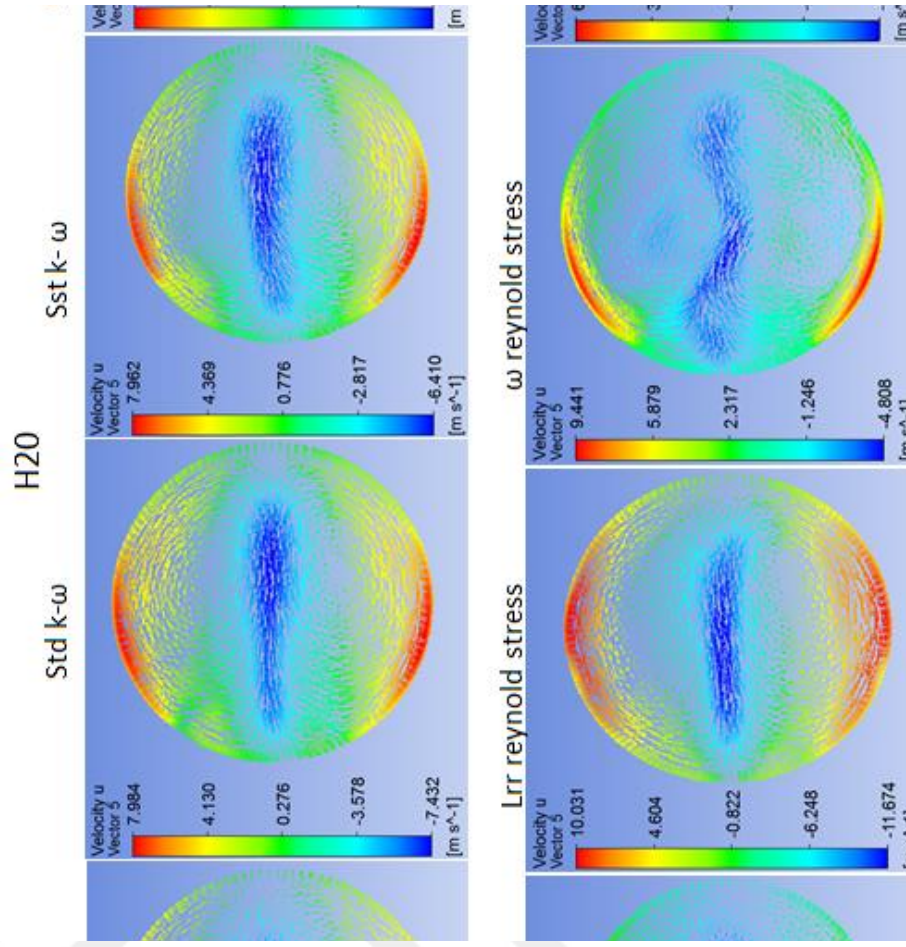 H20
Std k-ω
Sst k- ω
Velocity u
Vector 5
7.984
4.130
0.276
-3.578
-7.432
[m s^-1]
Velocity u
Vector 5
7.962
4.369
0.776
-2.817
-6.410
[m s^-1]
[m
Lrr reynold stress
ω reynold stress
Velocity u
Vector 5
10.031
4.604
-0.822
-6.248
-11.674
Velocity u
Vector 5
9.441
5.879
2.317
-1.246
-4.808
[m s^-1]